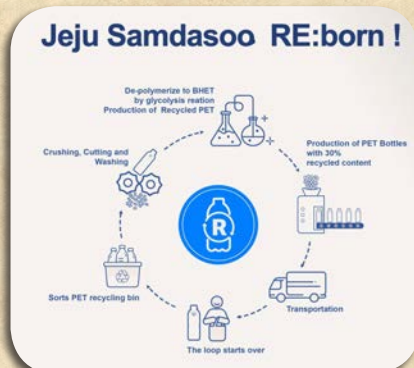 Jeju Samdasoo RE:born !
De-polymerize to BHET
by glycolysis reation
Production of Recycled PET
Production of PET Bottles
with 30%
recycled content
Transportation
The loop starts over
Sorts PET recycling bin
Crushing, Cutting and
Washing
R